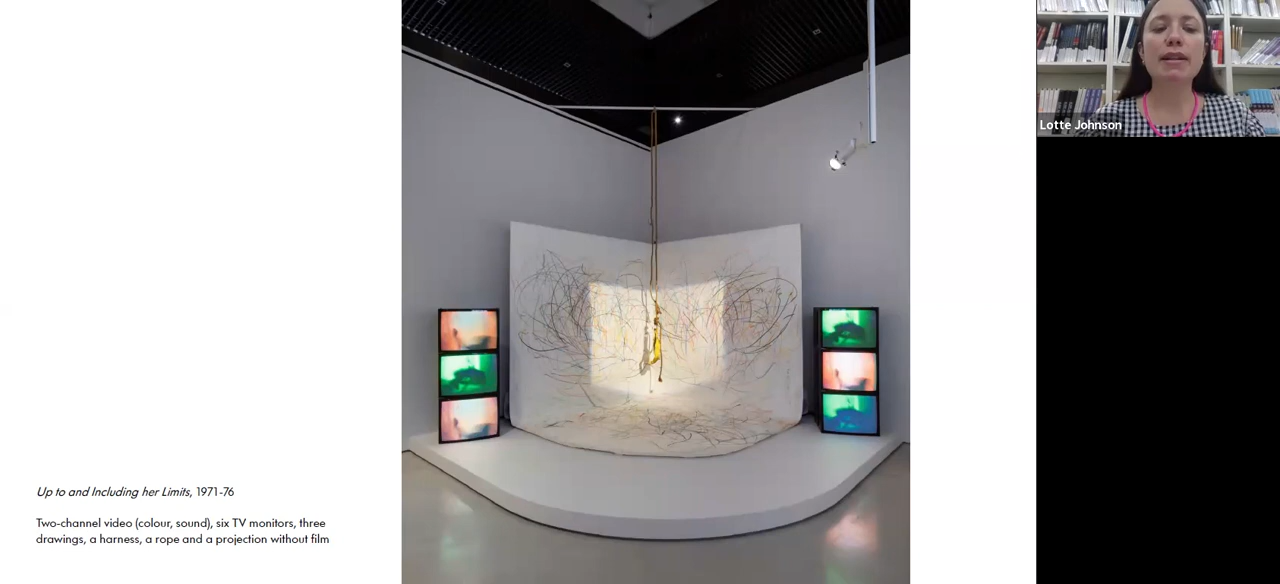 Lotte Johnson
Up to and Including her Limits, 1971-76
Two-channel video (colour, sound), six TV monitors, three
drawings, a harness, a rope and a projection without film